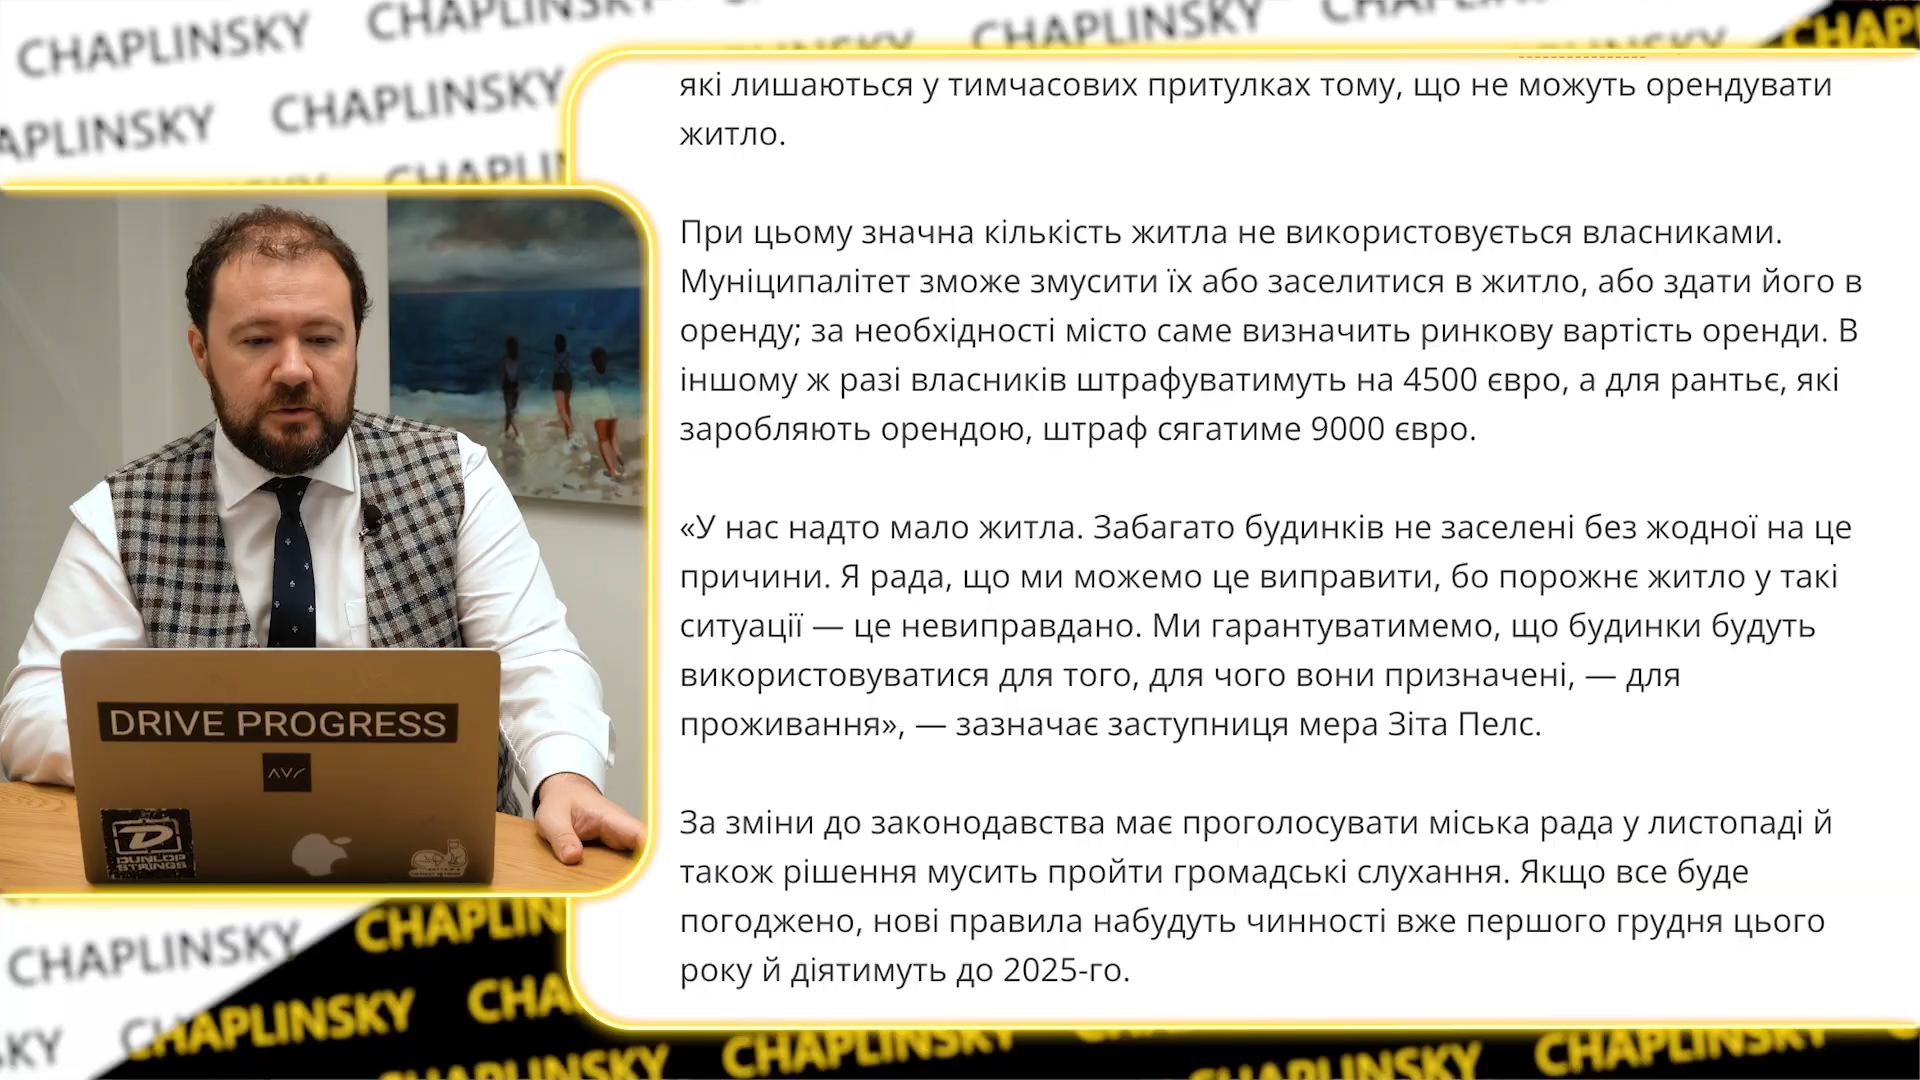 CHAPLINSKY
CHAPLINSKY
CHAPLINSKY
CHAPLINSKY
які лишаються у тимчасових притулках тому, що не можуть орендувати
житло.
При цьому значна кількість житла не використовується власниками.
Муніципалітет зможе змусити їх або заселитися в житло, або здати його в
оренду; за необхідності місто саме визначить ринкову вартість оренди. В
іншому ж разі власників штрафуватимуть на 4500 євро, а для рантьє, які
заробляють орендою, штраф сягатиме 9000 євро.
«У нас надто мало житла. Забагато будинків не заселені без жодної на це
причини. Я рада, що ми можемо це виправити, бо порожнє житло у такі
ситуації — це невиправдано. Ми гарантуватимемо, що будинки будуть
використовуватися для того, для чого вони призначені, — для
проживання», — зазначає заступниця мера Зіта Пелс.
За зміни до законодавства має проголосувати міська рада у листопаді й
також рішення мусить пройти громадські слухання. Якщо все буде
погоджено, нові правила набудуть чинності вже першого грудня цього
року й діятимуть до 2025-го.
DRIVE PROGRESS
DUNLOP
STRINGS
CHAPLINSKY
CHAPLINSKY
CHAPLINSKY
CHAPLINSKY